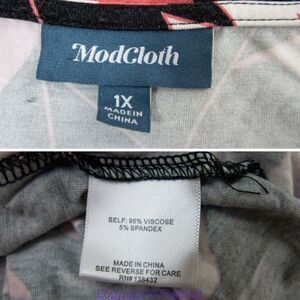 ModCloth
1X
MADE IN
CHINA
SELF: 95% VISCOSE
5% SPANDEX
MADE IN CHINA
SEE REVERSE FOR CARE
RN# 138432